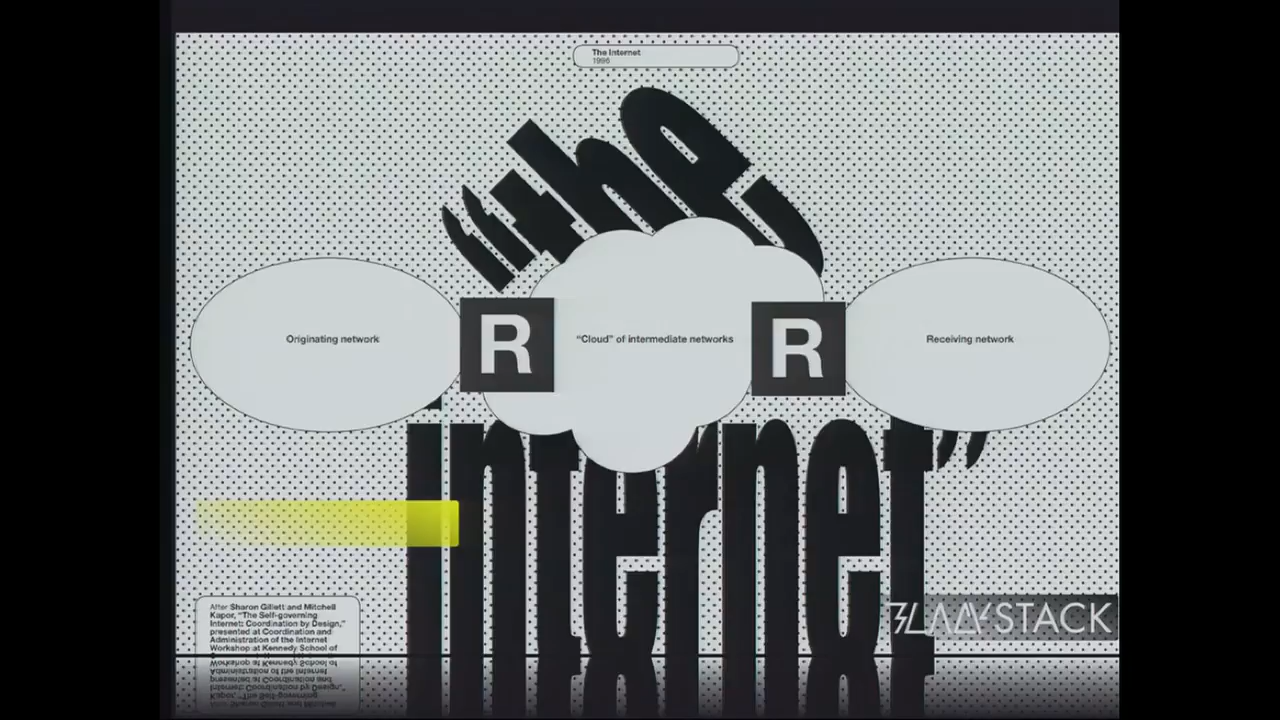 The Internet
1996
“the
Originating network
R
“Cloud” of intermediate networks
R
Receiving network
internet”
After Sharon Gillett and Mitchell
Kapor, “The Self-governing
Internet: Coordination by Design,”
presented at Coordination and
Administration of the Internet
Workshop at Kennedy School of
STACK